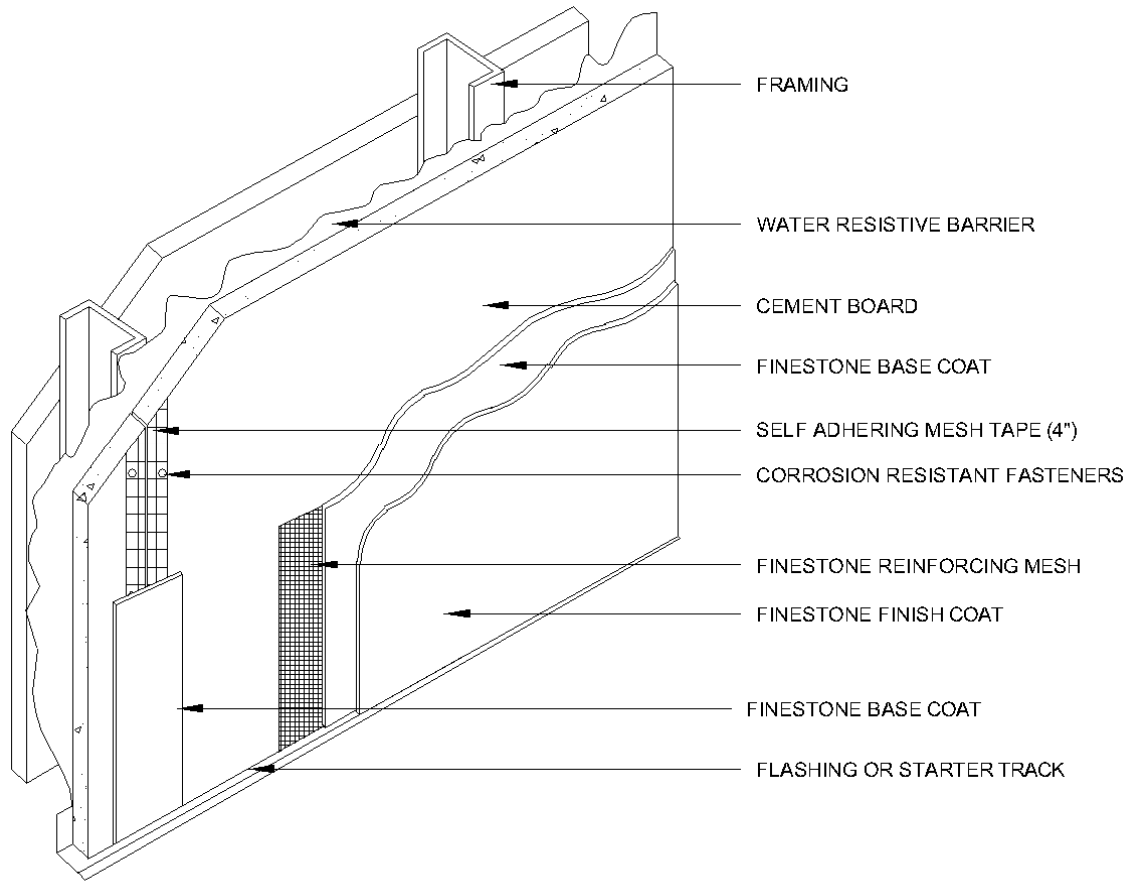 FRAMING
WATER RESISTIVE BARRIER
CEMENT BOARD
FINESTONE BASE COAT
SELF ADHERING MESH TAPE (4")
CORROSION RESISTANT FASTENERS
FINESTONE REINFORCING MESH
FINESTONE FINISH COAT
FINESTONE BASE COAT
FLASHING OR STARTER TRACK